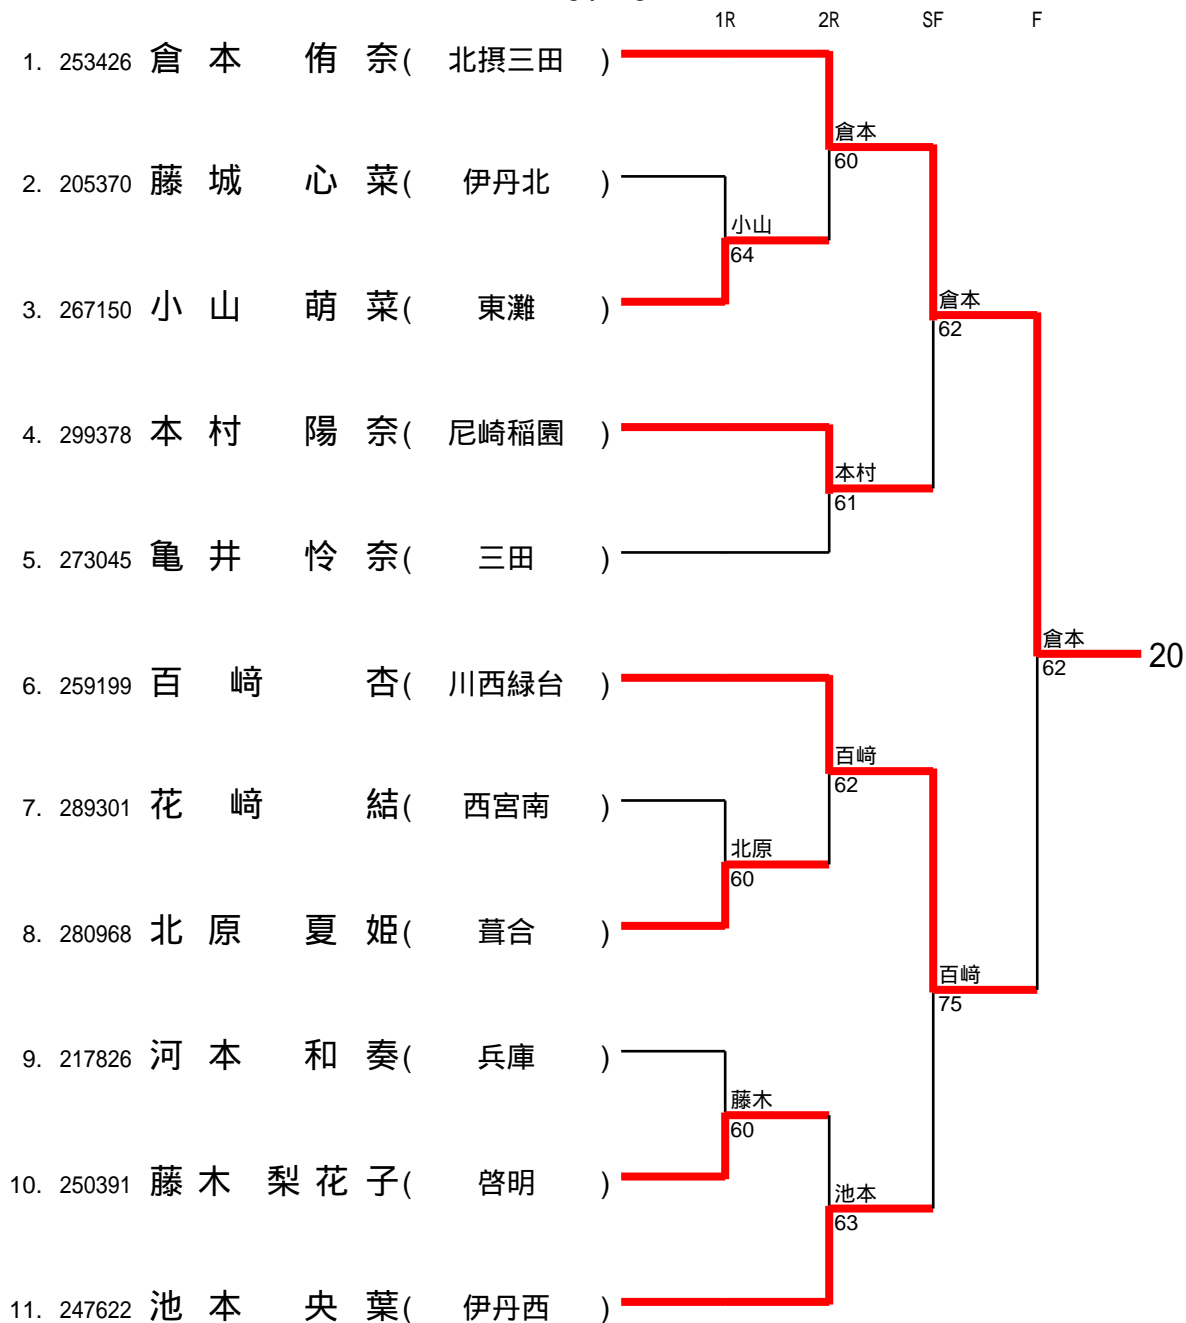 1R 2R SF F
1. 253426 倉本 侑奈( 北摂三田 )
倉本
60
2. 205370 藤城 心菜( 伊丹北 )
小山
64
3. 267150 小山 萌菜( 東灘 )
倉本
62
4. 299378 本村 陽奈( 尼崎稲園 )
本村
61
5. 273045 亀井 怜奈( 三田 )
倉本
62
20
6. 259199 百﨑 杏( 川西緑台 )
百﨑
62
7. 289301 花﨑 結( 西宮南 )
北原
60
8. 280968 北原 夏姫( 葺合 )
百﨑
75
9. 217826 河本 和奏( 兵庫 )
藤木
60
10. 250391 藤木 梨花子( 啓明 )
池本
63
11. 247622 池本 央葉( 伊丹西 )